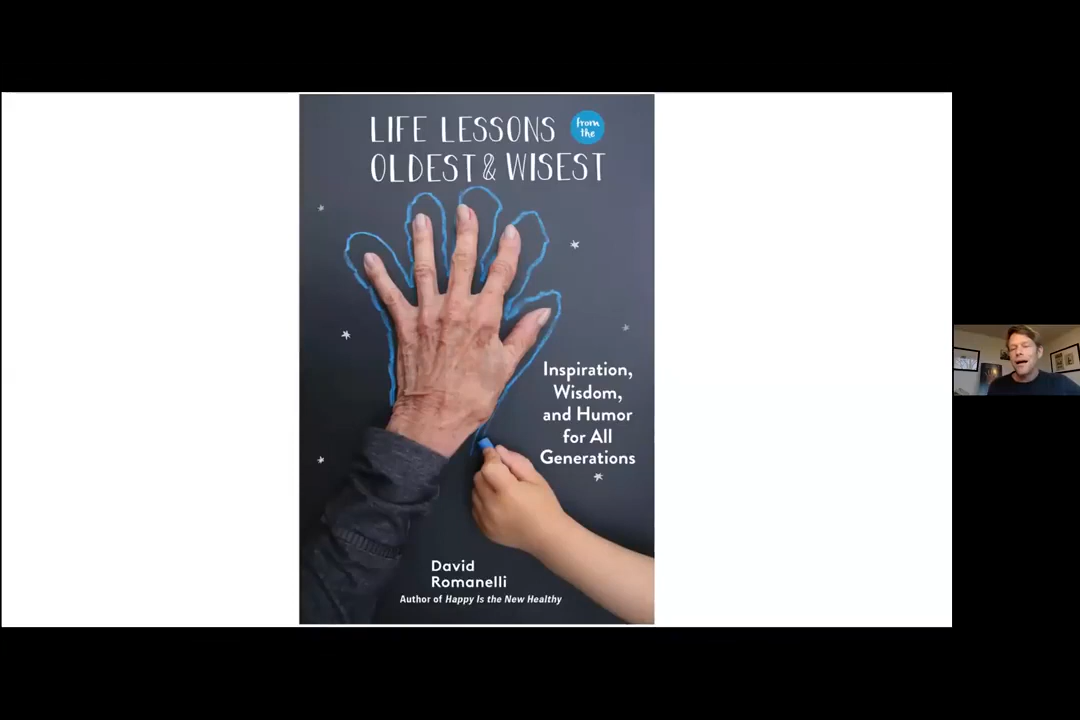 LIFE LESSONS from the
OLDEST & WISEST
Inspiration,
Wisdom,
and Humor
for All
Generations
David
Romanelli
Author of Happy Is the New Healthy